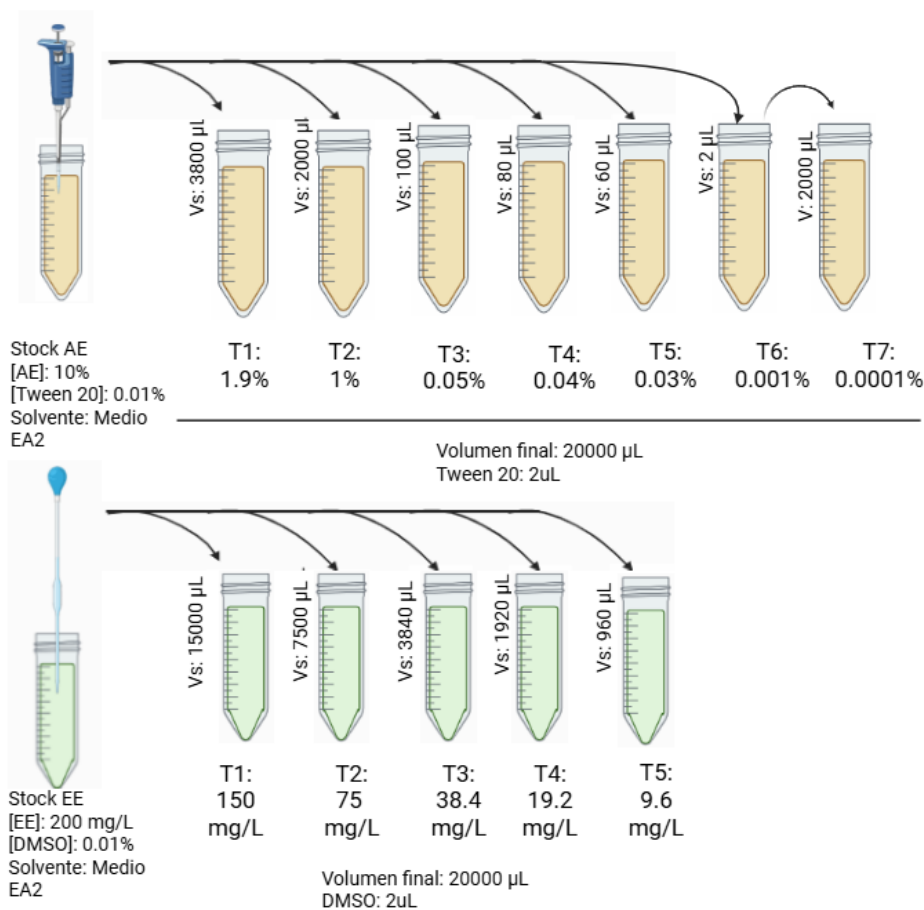 Vs: 3800 µL
Vs: 2000 µL
Vs: 100 µL
Vs: 80 µL
Vs: 60 µL
Vs: 2 µL
V: 2000 µL
Stock AE
[AE]: 10%
[Tween 20]: 0.01%
Solvente: Medio
EA2
T1:
1.9%
T2:
1%
T3:
0.05%
T4:
0.04%
T5:
0.03%
T6:
0.001%
T7:
0.0001%
Volumen final: 20000 µL
Tween 20: 2uL
Vs: 15000 µL
Vs: 7500 µL
Vs: 3840 µL
Vs: 1920 µL
Vs: 960 µL
Stock EE
[EE]: 200 mg/L
[DMSO]: 0.01%
Solvente: Medio
EA2
T1:
150
mg/L
T2:
75
mg/L
T3:
38.4
mg/L
T4:
19.2
mg/L
T5:
9.6
mg/L
Volumen final: 20000 µL
DMSO: 2uL